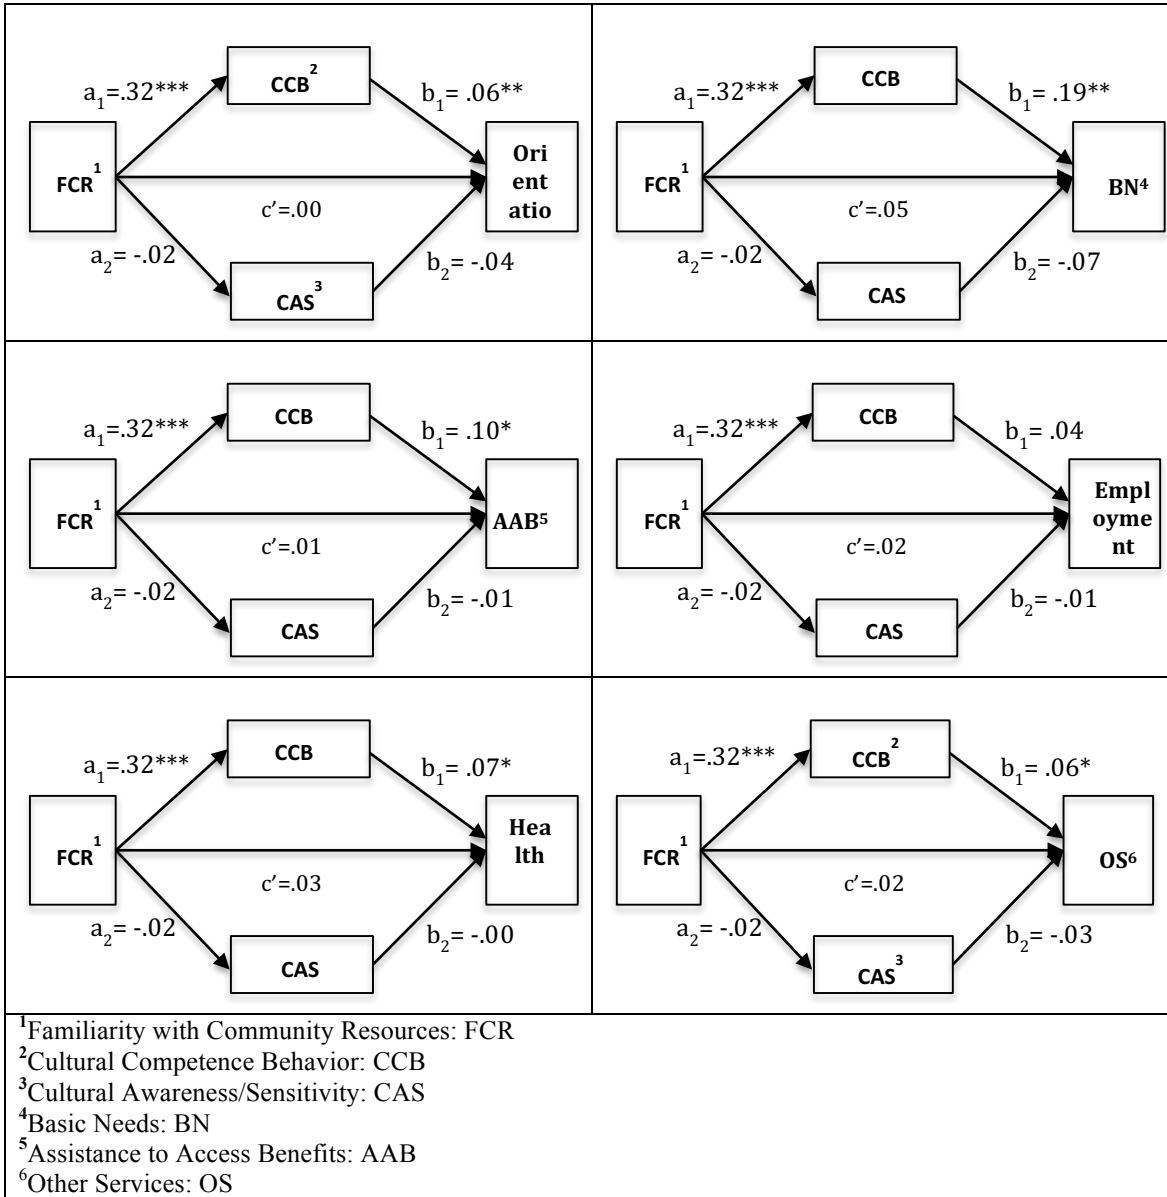 a1=.32***
CCB2
b1= .06**
FCR1
c’=.00
Ori
ent
atio
a2= -.02
CAS3
b2= -.04
a1=.32***
CCB
b1= .19**
FCR1
c’=.05
BN4
a2= -.02
CAS
b2= -.07
a1=.32***
CCB
b1= .10*
FCR1
c’=.01
AAB5
a2= -.02
CAS
b2= -.01
a1=.32***
CCB
b1= .04
FCR1
c’=.02
Empl
oyme
nt
a2= -.02
CAS
b2= -.01
a1=.32***
CCB
b1= .07*
FCR1
c’=.03
Hea
lth
a2= -.02
CAS
b2= -.00
a1=.32***
CCB2
b1= .06*
FCR1
c’=.02
OS6
a2= -.02
CAS3
b2= -.03
1Familiarity with Community Resources: FCR
2Cultural Competence Behavior: CCB
3Cultural Awareness/Sensitivity: CAS
4Basic Needs: BN
5Assistance to Access Benefits: AAB
6Other Services: OS